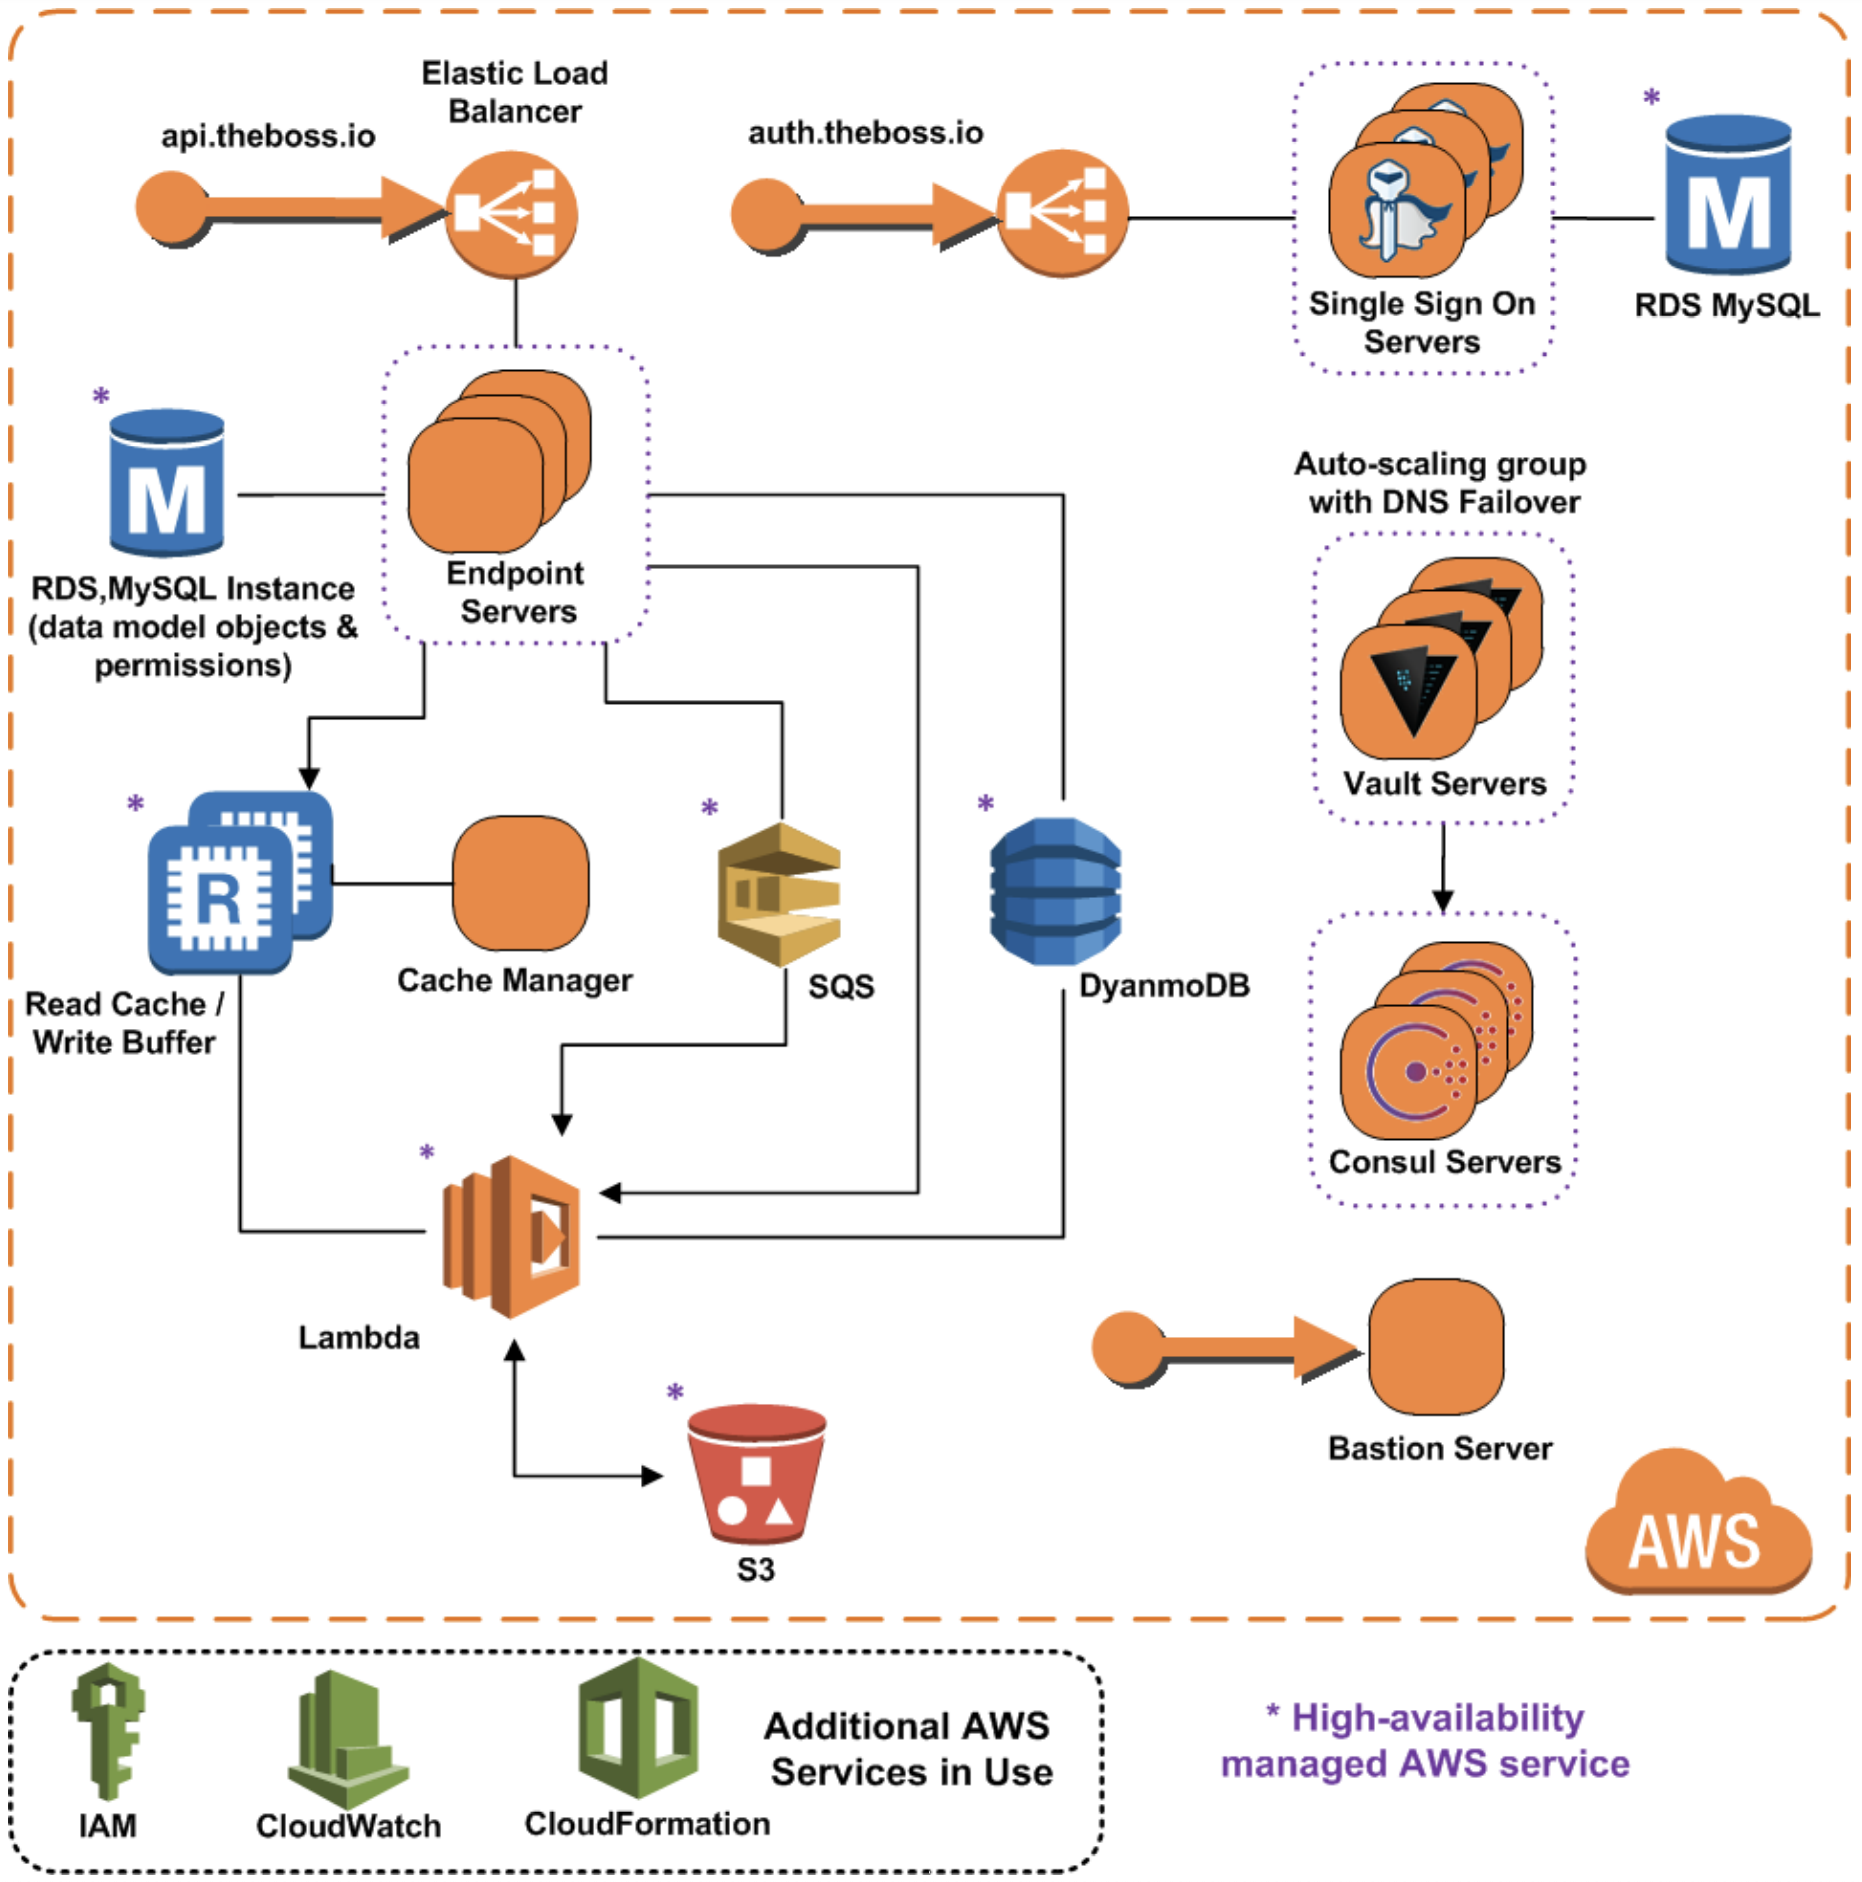 Elastic Load
Balancer
api.theboss.io
auth.theboss.io
*
M
Single Sign On
Servers
RDS MySQL
*
M
RDS,MySQL Instance
(data model objects &
permissions)
Endpoint
Servers
Auto-scaling group
with DNS Failover
Vault Servers
*
R
Read Cache /
Write Buffer
Cache Manager
*
SQS
*
DyanmoDB
Consul Servers
*
Lambda
*
S3
Bastion Server
AWS
IAM
CloudWatch
CloudFormation
Additional AWS
Services in Use
* High-availability
managed AWS service